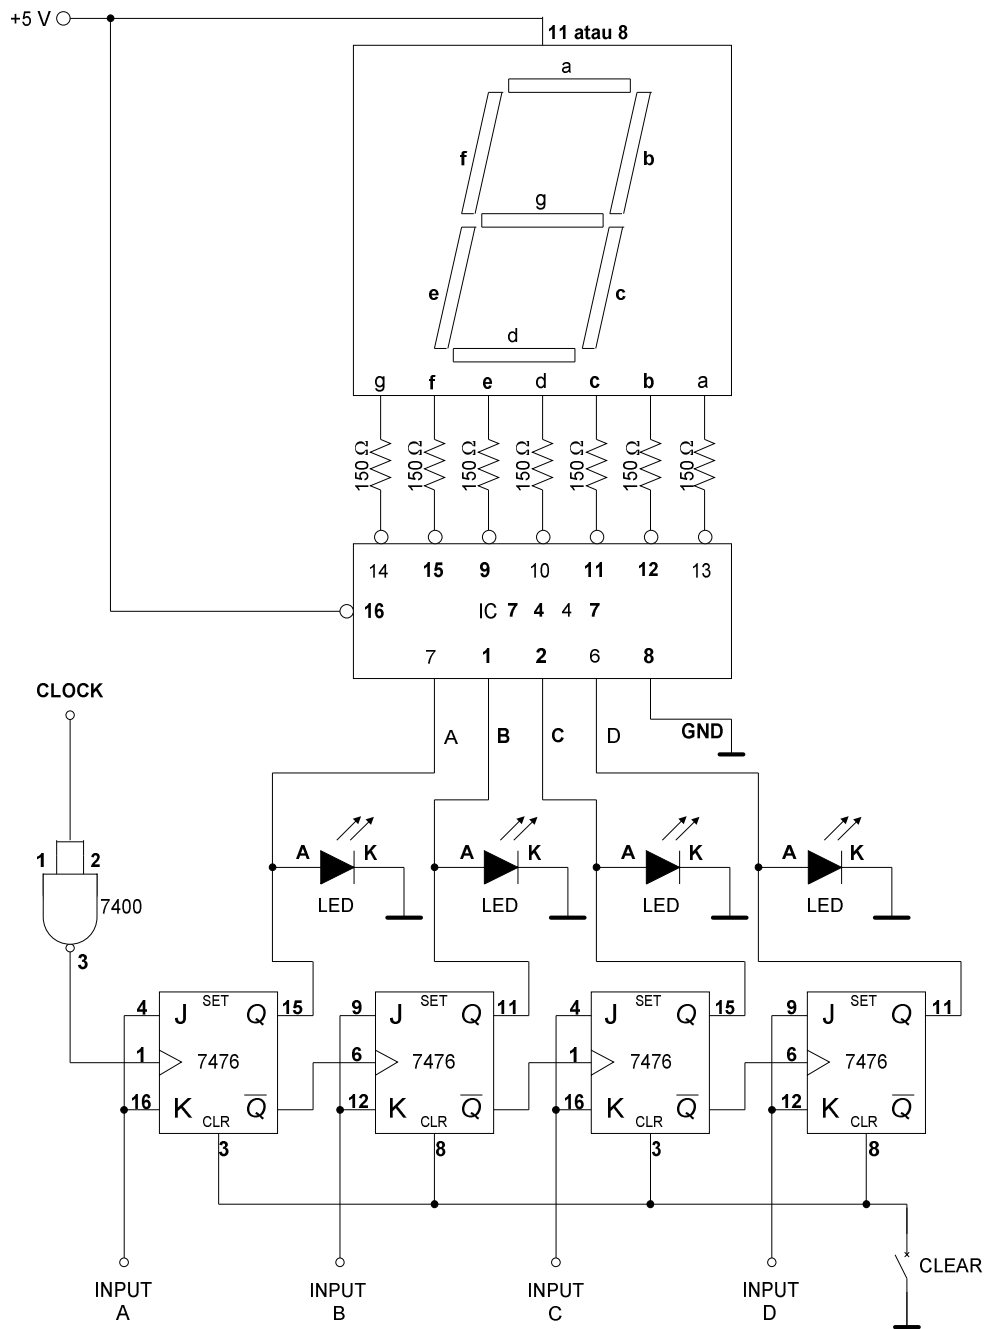 +5 V
11 atau 8
a
f b
g
e c
d
g f e d c b a
150 Ω 150 Ω 150 Ω 150 Ω 150 Ω 150 Ω 150 Ω
14 15 9 10 11 12 13
16 IC 7 4 4 7
7 1 2 6 8
CLOCK
A B C D GND
1 2
A K A K A K A K
7400
LED LED LED LED
3
4 J SET Q 15 9 J SET Q 11 4 J SET Q 15 9 J SET Q 11
1 7476 6 7476 1 7476 6 7476
16 K CLR Q̅ 12 K CLR Q̅ 16 K CLR Q̅ 12 K CLR Q̅
3 8 3 8
CLEAR
INPUT INPUT INPUT INPUT
A B C D